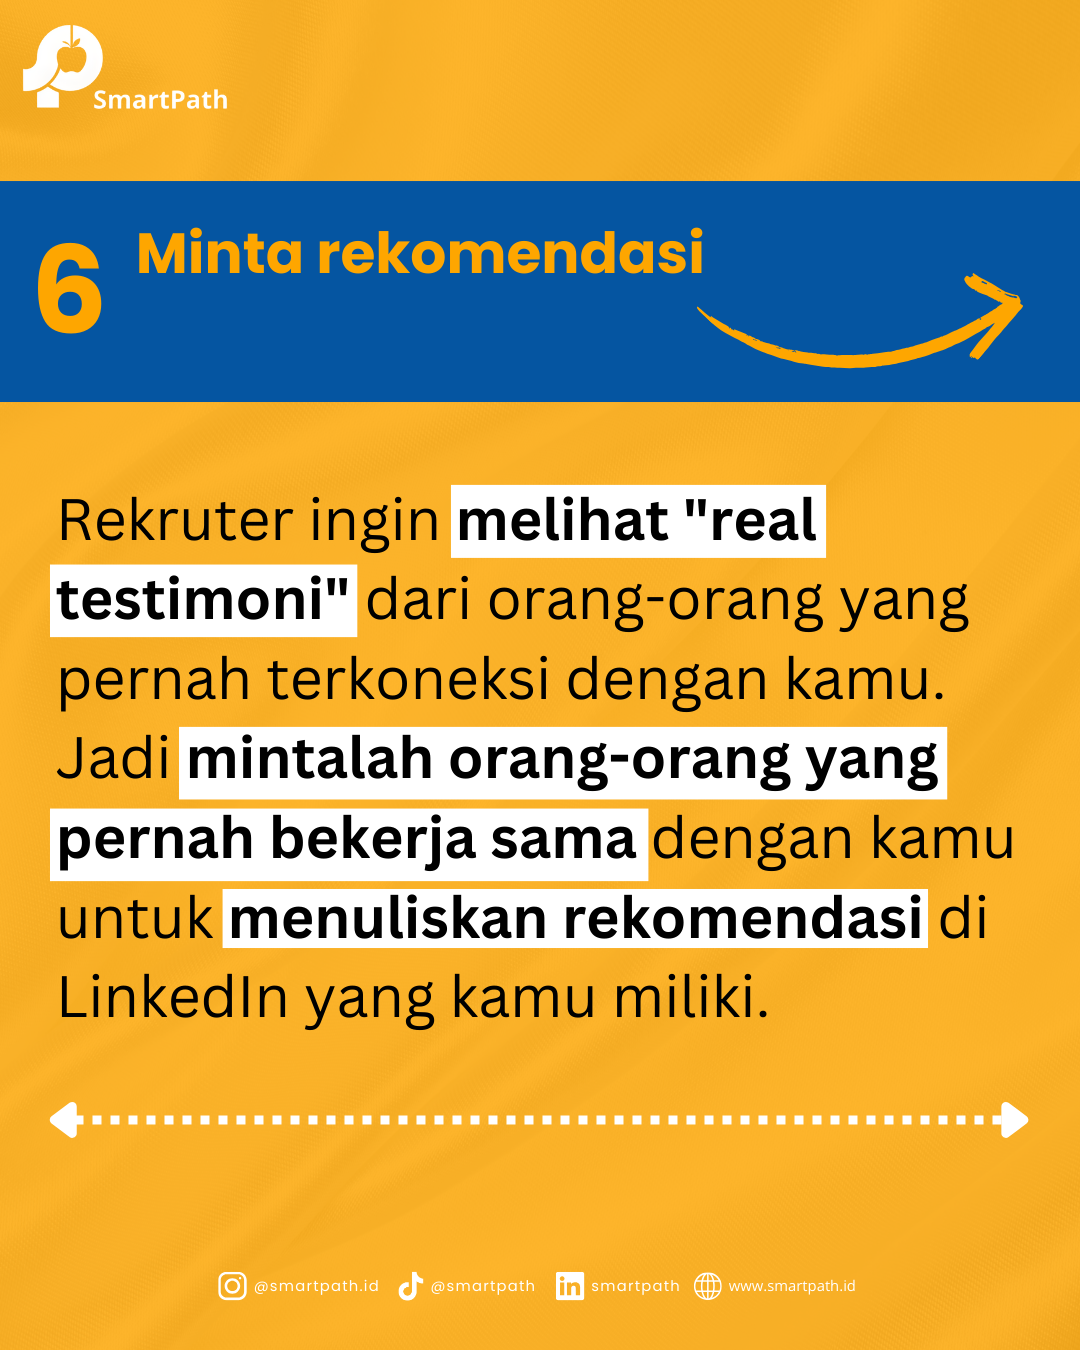 SmartPath
6
Minta rekomendasi
Rekruter ingin melihat "real
testimoni" dari orang-orang yang
pernah terkoneksi dengan kamu.
Jadi mintalah orang-orang yang
pernah bekerja sama dengan kamu
untuk menuliskan rekomendasi di
LinkedIn yang kamu miliki.
@smartpath.id @smartpath in smartpath www.smartpath.id